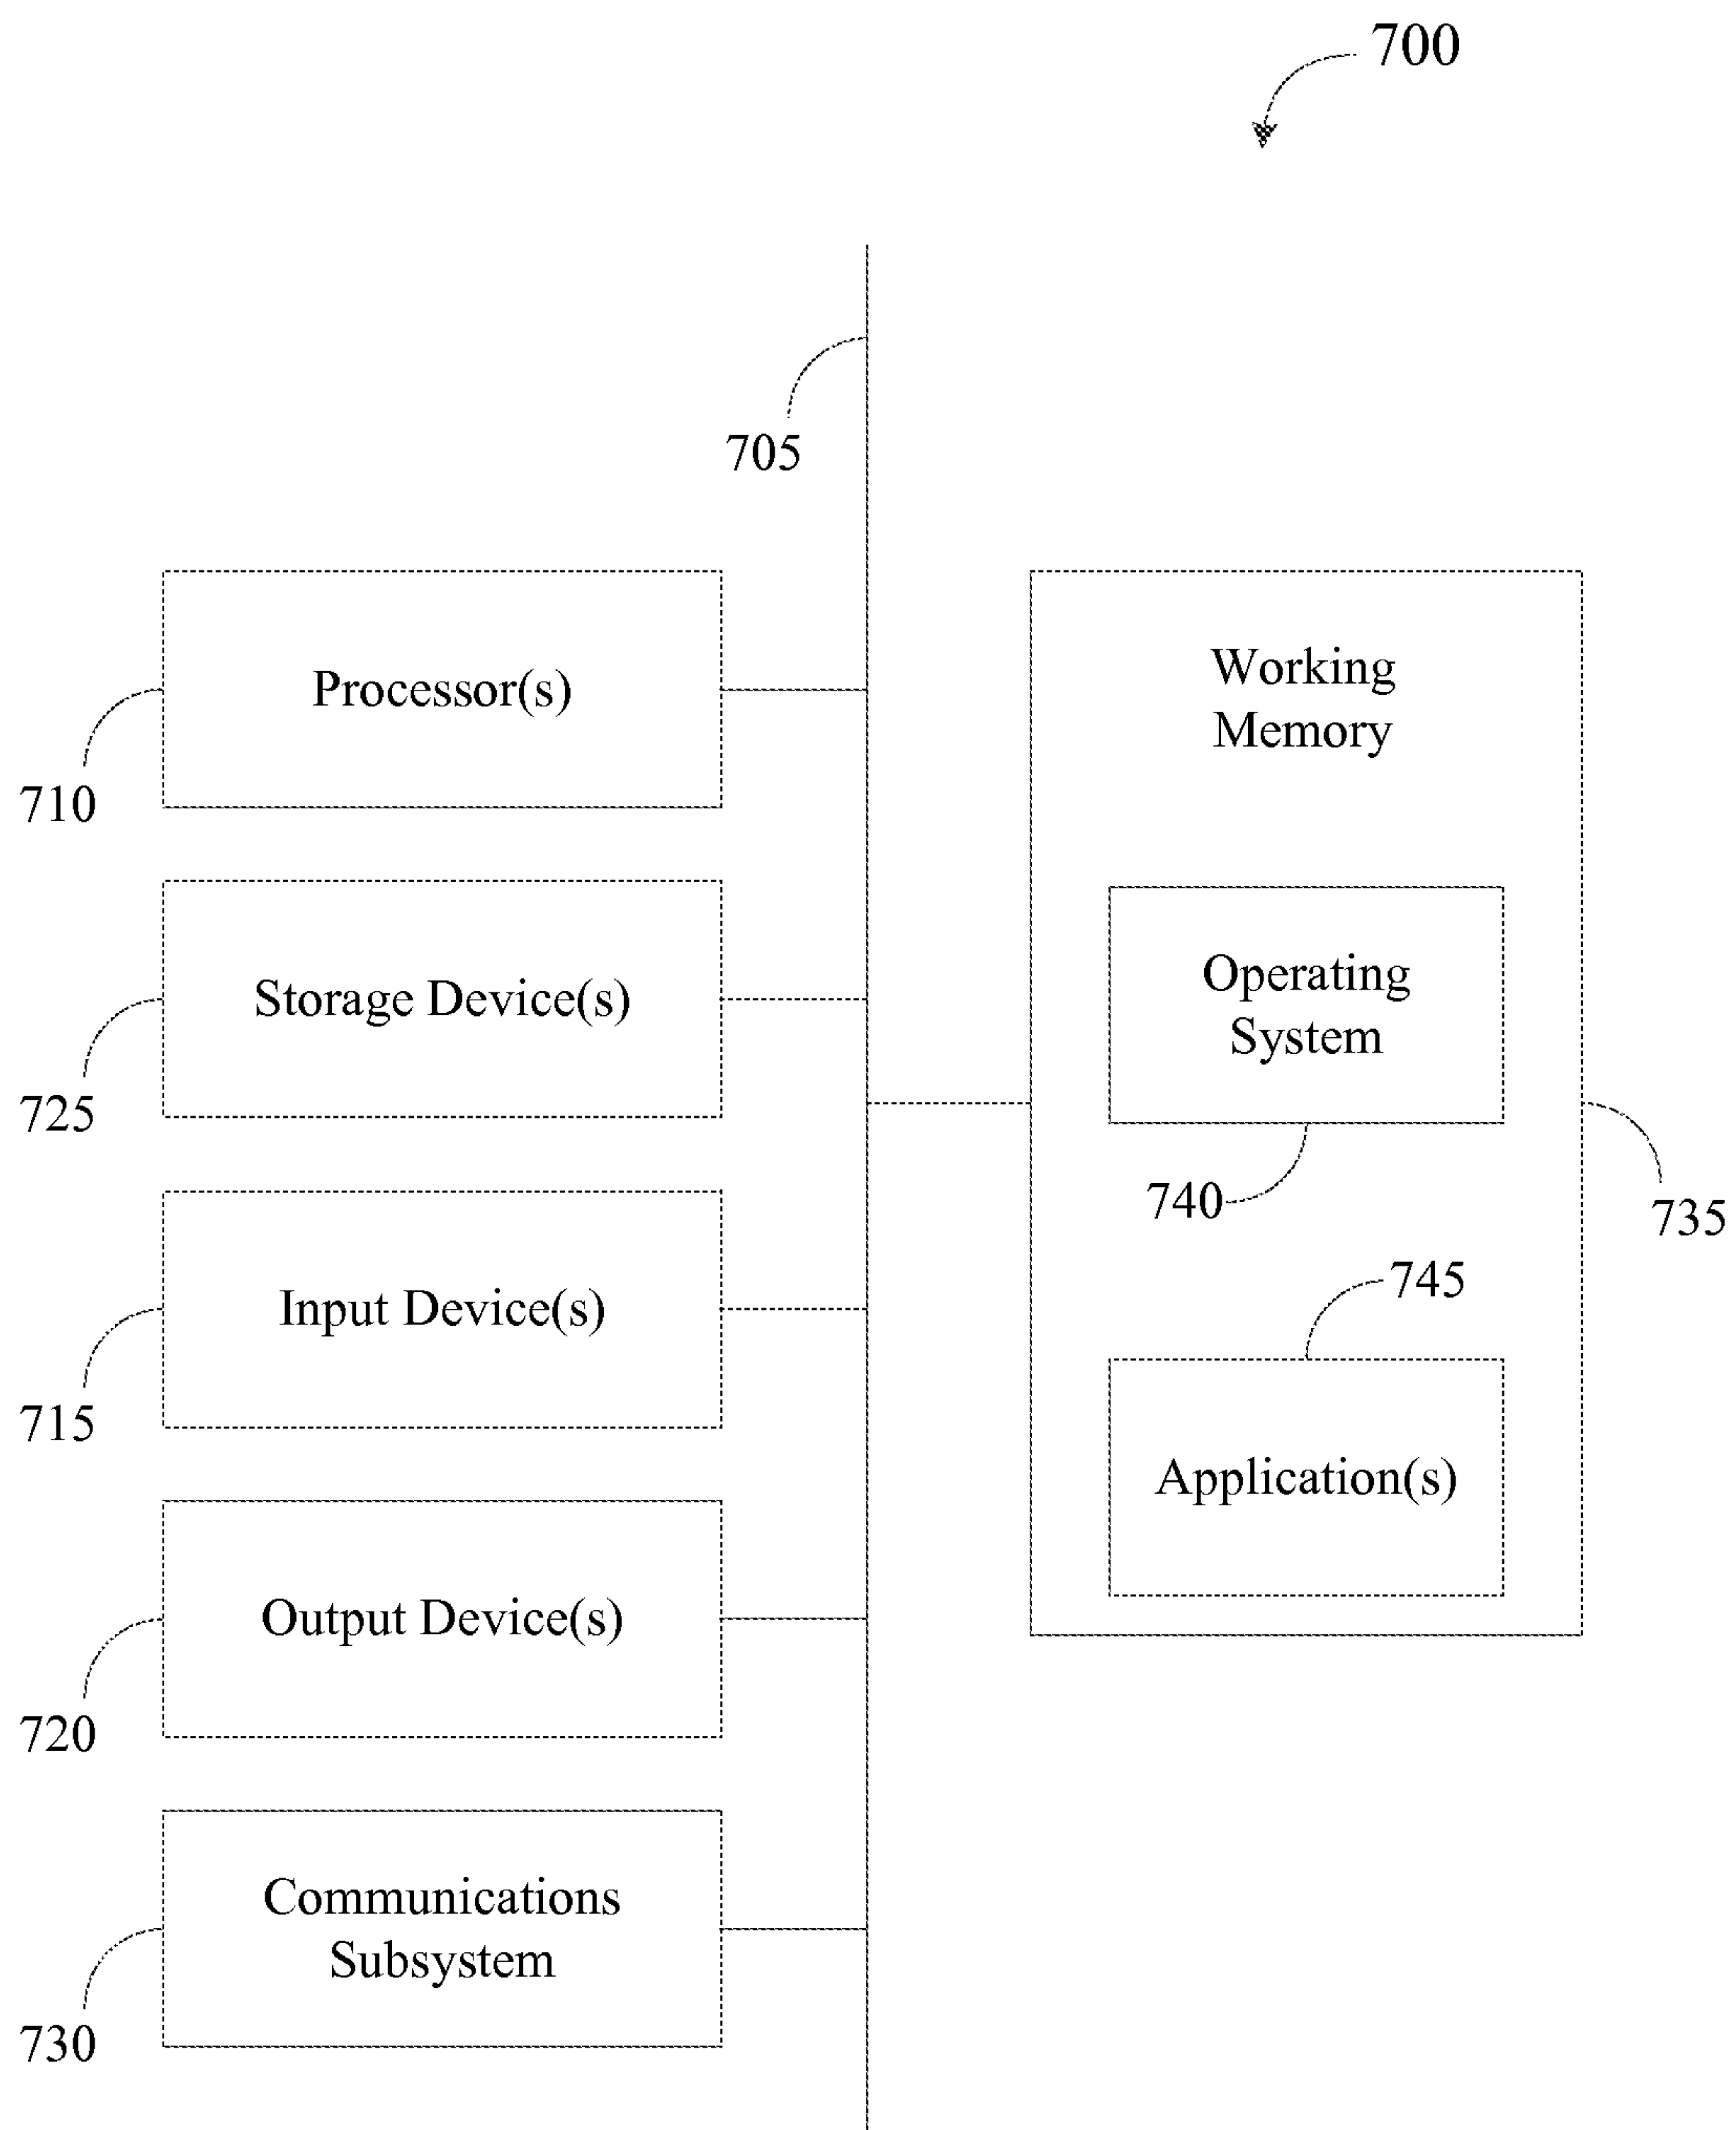 700
705
Processor(s)
710
Storage Device(s)
725
Input Device(s)
715
Output Device(s)
720
Communications
Subsystem
730
Working
Memory
Operating
System
740
735
745
Application(s)